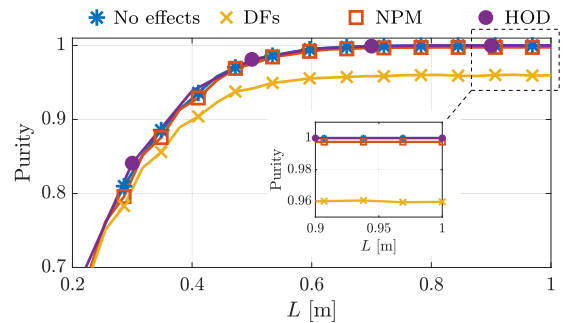 No effects DFs NPM HOD
1
0.9
0.8
0.7
Purity
0.2 0.4 0.6 0.8 1
L [m]
1
0.98
0.96
Purity
0.9 0.95 1
L [m]